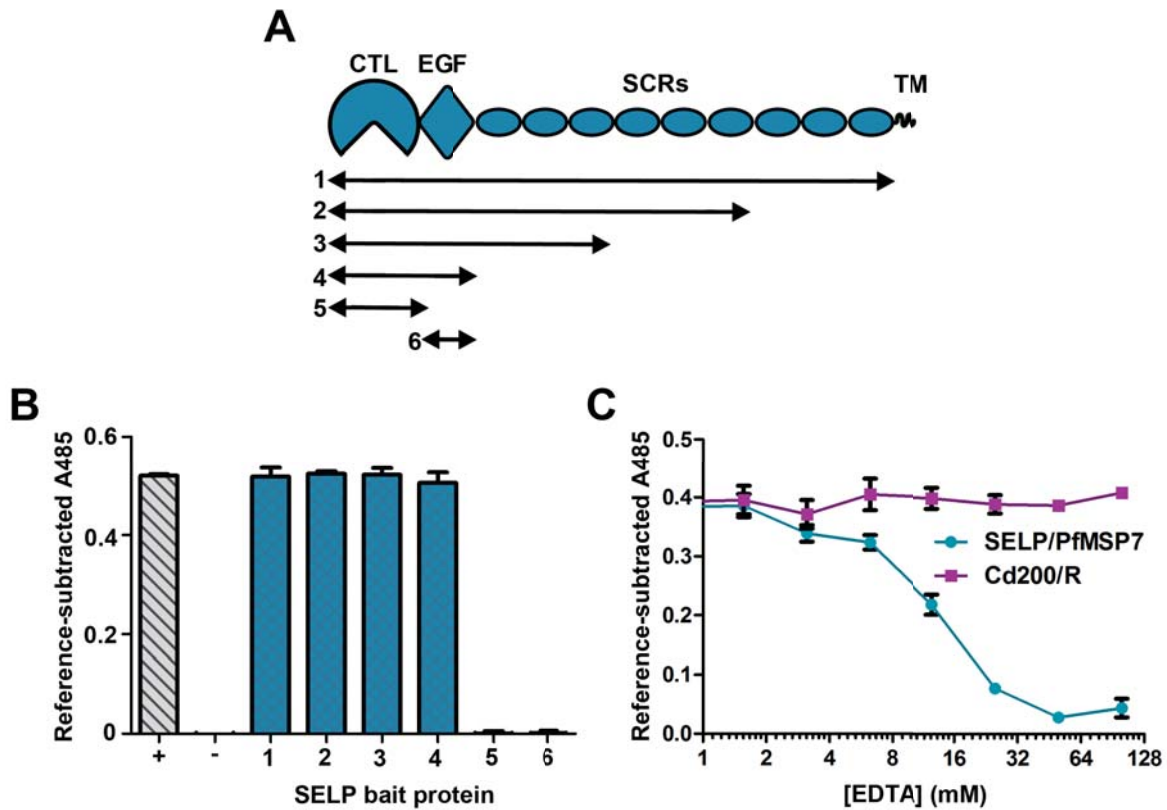 A
CTL EGF SCRs TM
1
2
3
4
5
6
B
Reference-subtracted A485
0.6
0.4
0.2
0
+ - 1 2 3 4 5 6
SELP bait protein
C
Reference-subtracted A485
0.5
0.4
0.3
0.2
0.1
0.0
SELP/PfMSP7
Cd200/R
1 2 4 8 16 32 64 128
[EDTA] (mM)